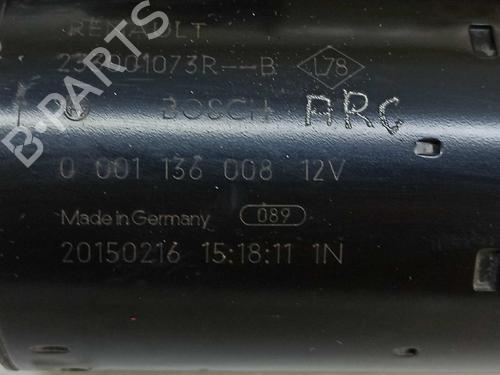 RENAULT
233001073R--B L78
BOSCH ARG
0 001 136 008 12V
Made in Germany 089
20150216 15:18:11 1N
B-Parts